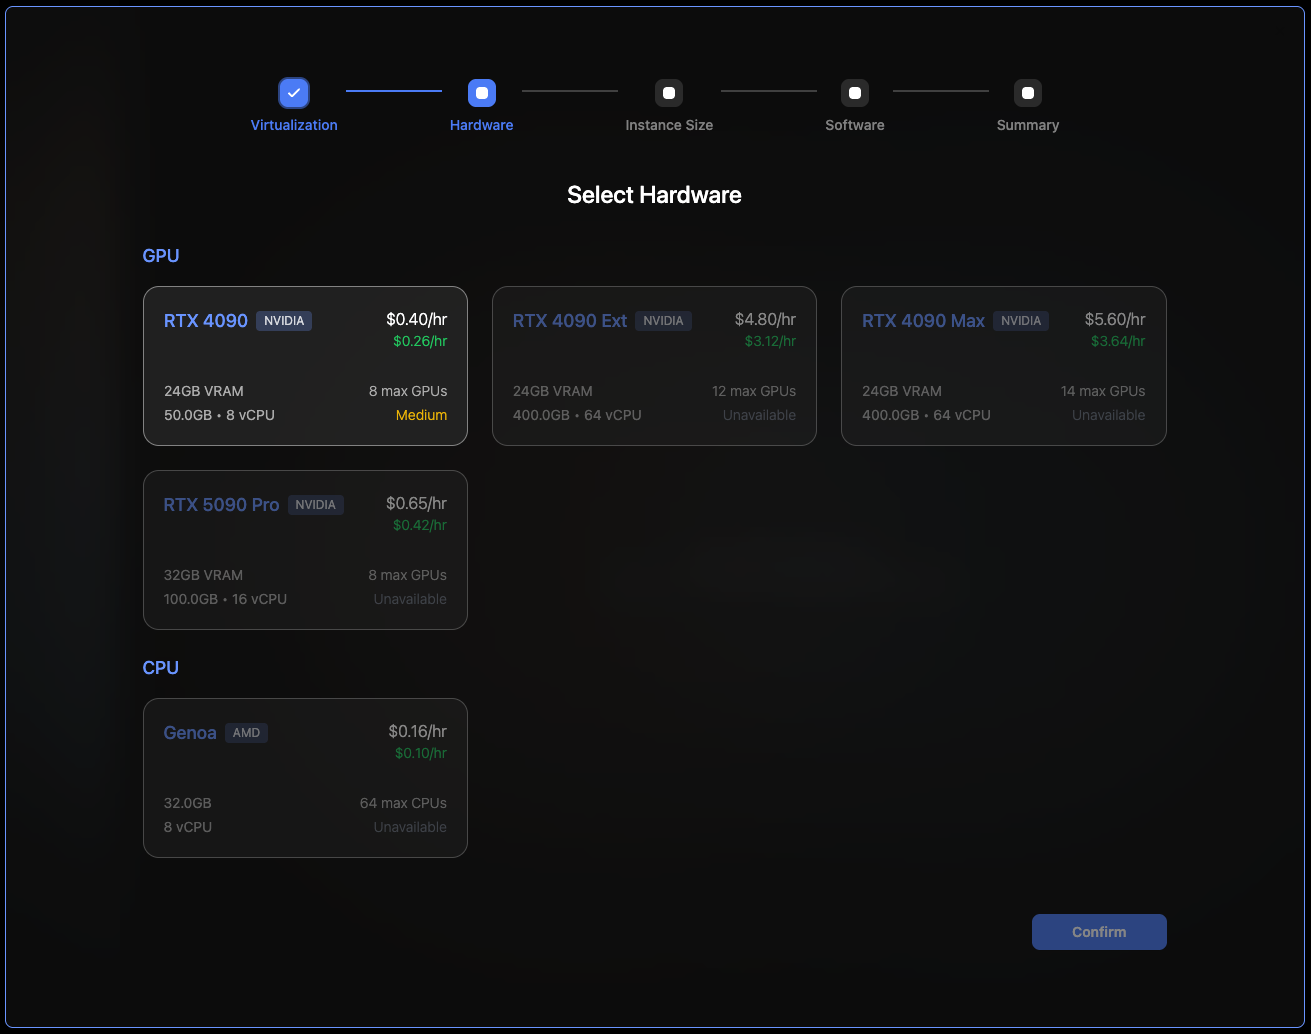 Virtualization
Hardware
Instance Size
Software
Summary
Select Hardware
GPU
RTX 4090 NVIDIA $0.40/hr
$0.26/hr
24GB VRAM 8 max GPUs
50.0GB • 8 vCPU Medium
RTX 4090 Ext NVIDIA $4.80/hr
$3.12/hr
24GB VRAM 12 max GPUs
400.0GB • 64 vCPU Unavailable
RTX 4090 Max NVIDIA $5.60/hr
$3.64/hr
24GB VRAM 14 max GPUs
400.0GB • 64 vCPU Unavailable
RTX 5090 Pro NVIDIA $0.65/hr
$0.42/hr
32GB VRAM 8 max GPUs
100.0GB • 16 vCPU Unavailable
CPU
Genoa AMD $0.16/hr
$0.10/hr
32.0GB 64 max CPUs
8 vCPU Unavailable
Confirm